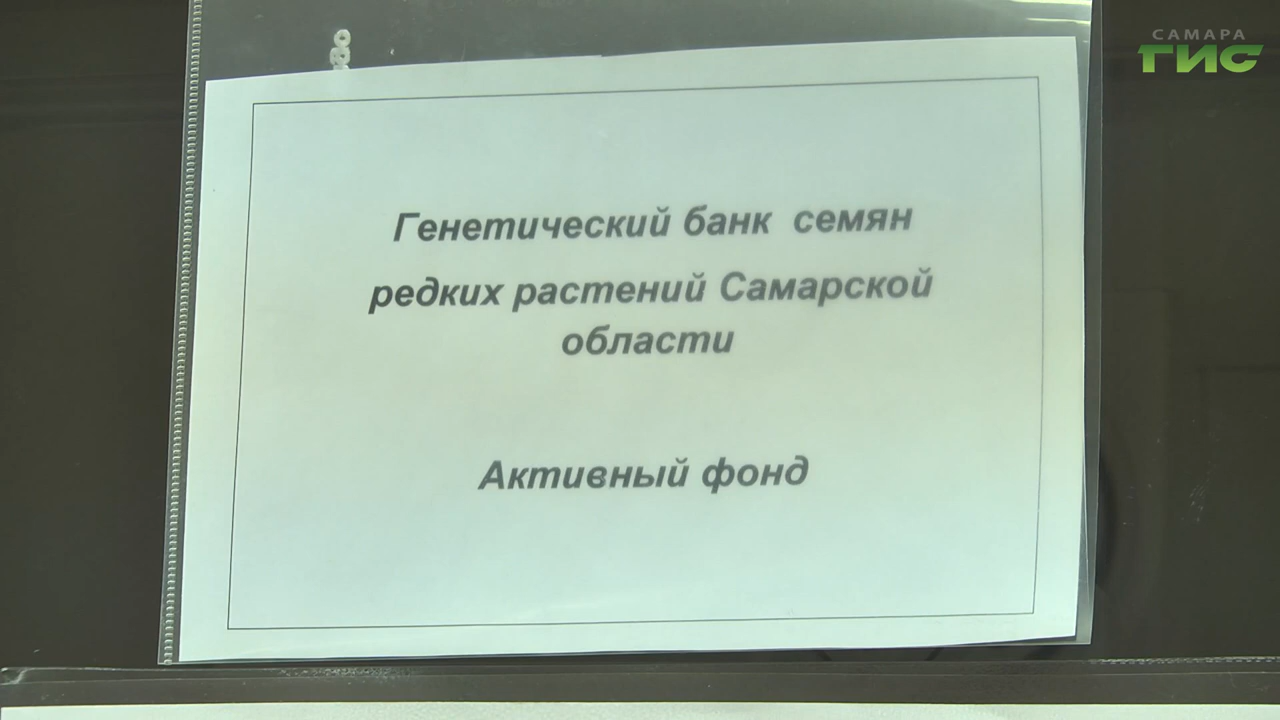 САМАРА
ГИС
Генетический банк семян
редких растений Самарской
области
Активный фонд